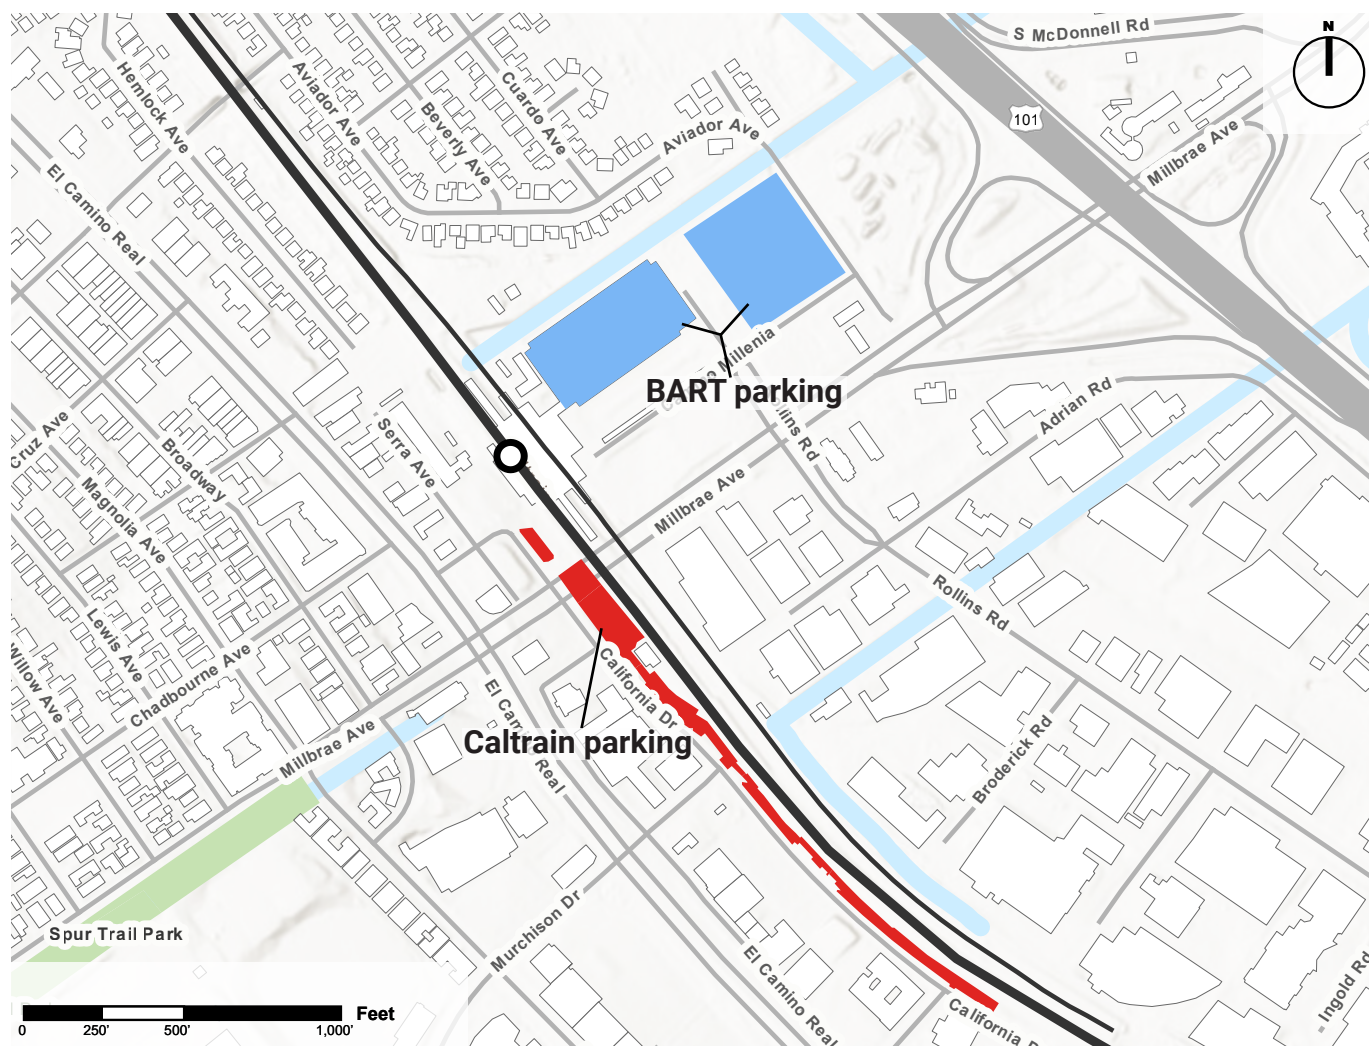 N
S McDonnell Rd
101
Millbrae Ave
Hemlock Ave
Aviador Ave
Beverly Ave
Cuardo Ave
Aviador Ave
El Camino Real
Millenia
BART parking
Rollins Rd
Adrian Rd
Cruz Ave
Broadway
Serra Ave
Magnolia Ave
Millbrae Ave
Lewis Ave
Willow Ave
Chadbourne Ave
Rollins Rd
California Dr
El Camino Real
Caltrain parking
Millbrae Ave
Broderick Rd
Spur Trail Park
Murchison Dr
El Camino Real
California D
Ingold Rd
Feet
0 250' 500' 1,000'